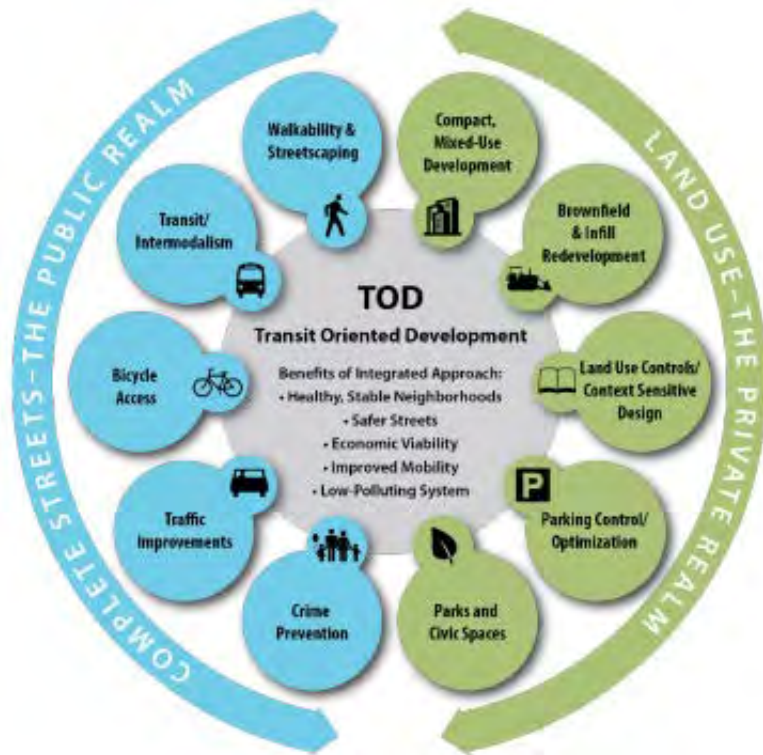 COMPLETE STREETS–THE PUBLIC REALM
LAND USE–THE PRIVATE REALM
Walkability &
Streetscaping
Compact,
Mixed-Use
Development
Transit/
Intermodalism
Brownfield
& Infill
Redevelopment
Bicycle
Access
Land Use Controls/
Context Sensitive
Design
Traffic
Improvements
P
Parking Control/
Optimization
Crime
Prevention
Parks and
Civic Spaces
TOD
Transit Oriented Development
Benefits of Integrated Approach:
• Healthy, Stable Neighborhoods
• Safer Streets
• Economic Viability
• Improved Mobility
• Low-Polluting System